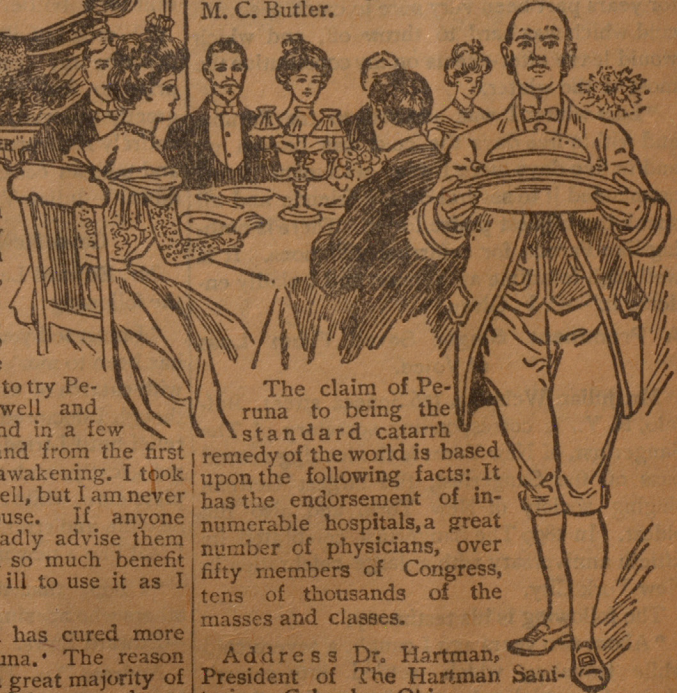 M. C. Butler.
to try Pe-
well and
nd in a few
and from the first
awakening. I took
ell, but I am never
use. If anyone
adly advise them
so much benefit
ill to use it as I
has cured more
una.' The reason
great majority of
The claim of Pe-
runa to being the
standard catarrh
remedy of the world is based
upon the following facts: It
has the endorsement of in-
numerable hospitals, a great
number of physicians, over
fifty members of Congress,
tens of thousands of the
masses and classes.
Address Dr. Hartman,
President of The Hartman Sani-